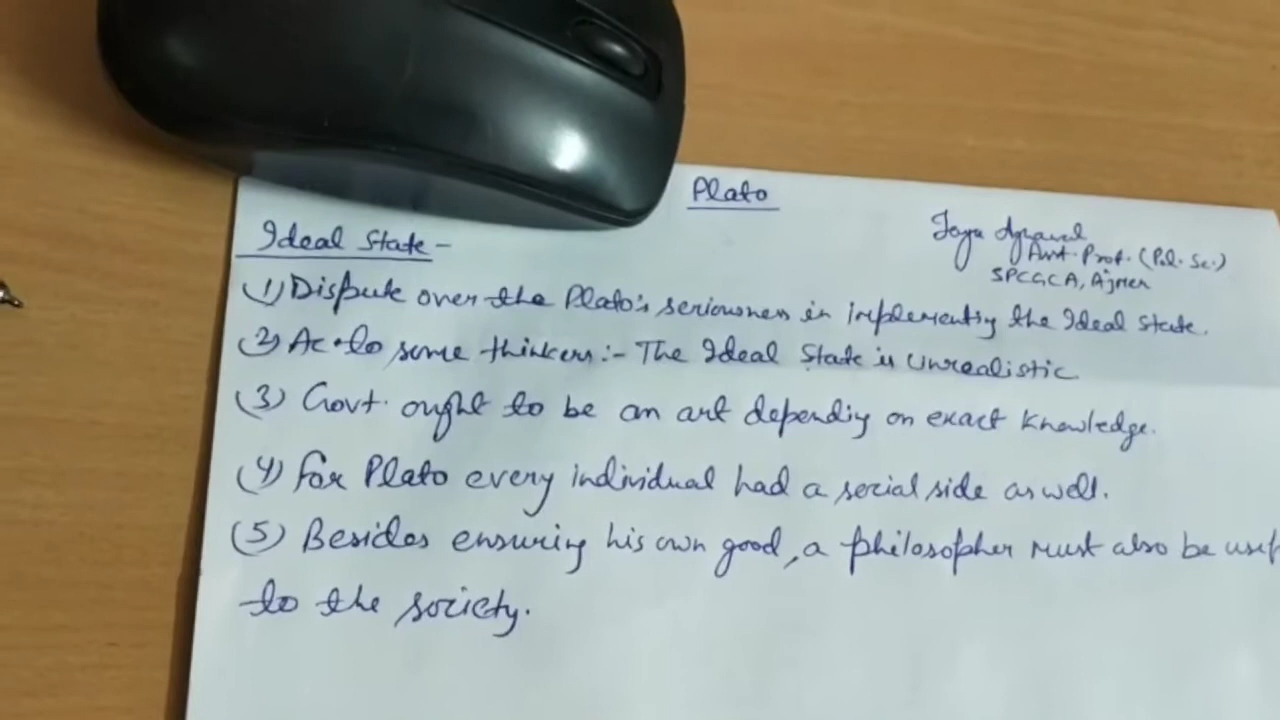 Plato
Ideal State -
Agrawal
Asst. Prof. (Pol. Sc.)
SPCGCA, Ajmer
(1) Dispute over the Plato's seriousness in implementing the Ideal State.
(2) Ac. to some thinkers:- The Ideal State is Unrealistic
(3) Govt. ought to be an art depending on exact knowledge.
(4) For Plato every individual had a social side as well.
(5) Besides ensuring his own good, a philosopher must also be usef
to the society.